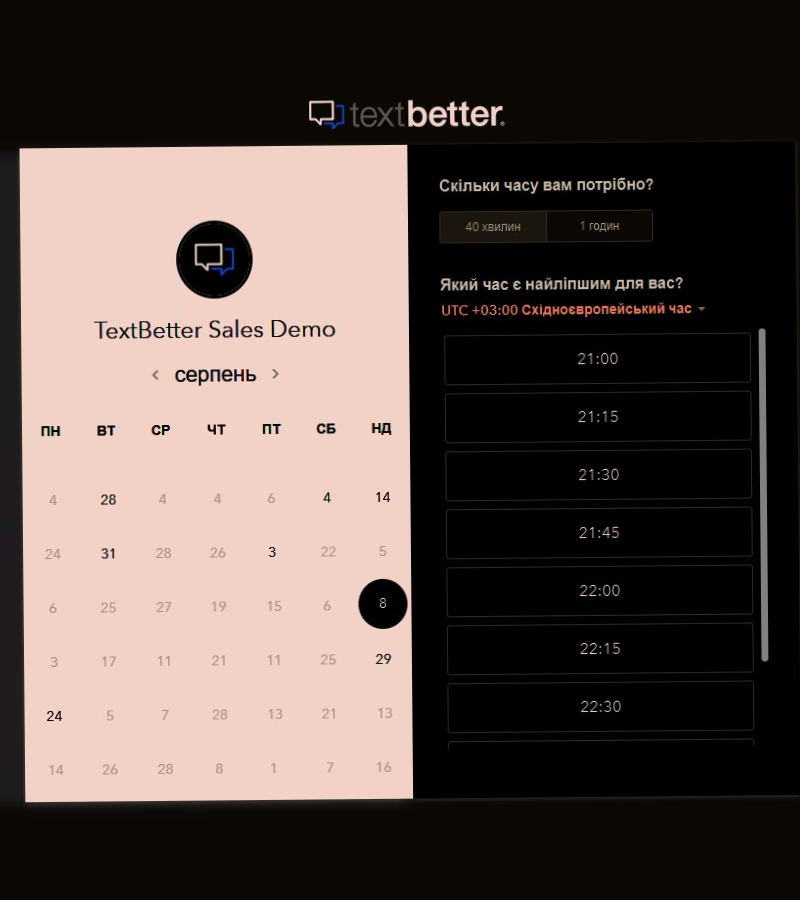 textbetter®
TextBetter Sales Demo
серпень
ПН ВТ СР ЧТ ПТ СБ НД
4 28 4 4 6 4 14
24 31 28 26 3 22 5
6 25 27 19 15 6 8
3 17 11 21 11 25 29
24 5 7 28 13 21 13
14 26 28 8 1 7 16
Скільки часу вам потрібно?
40 хвилин 1 годин
Який час є найліпшим для вас?
UTC +03:00 Східноєвропейський час
21:00
21:15
21:30
21:45
22:00
22:15
22:30